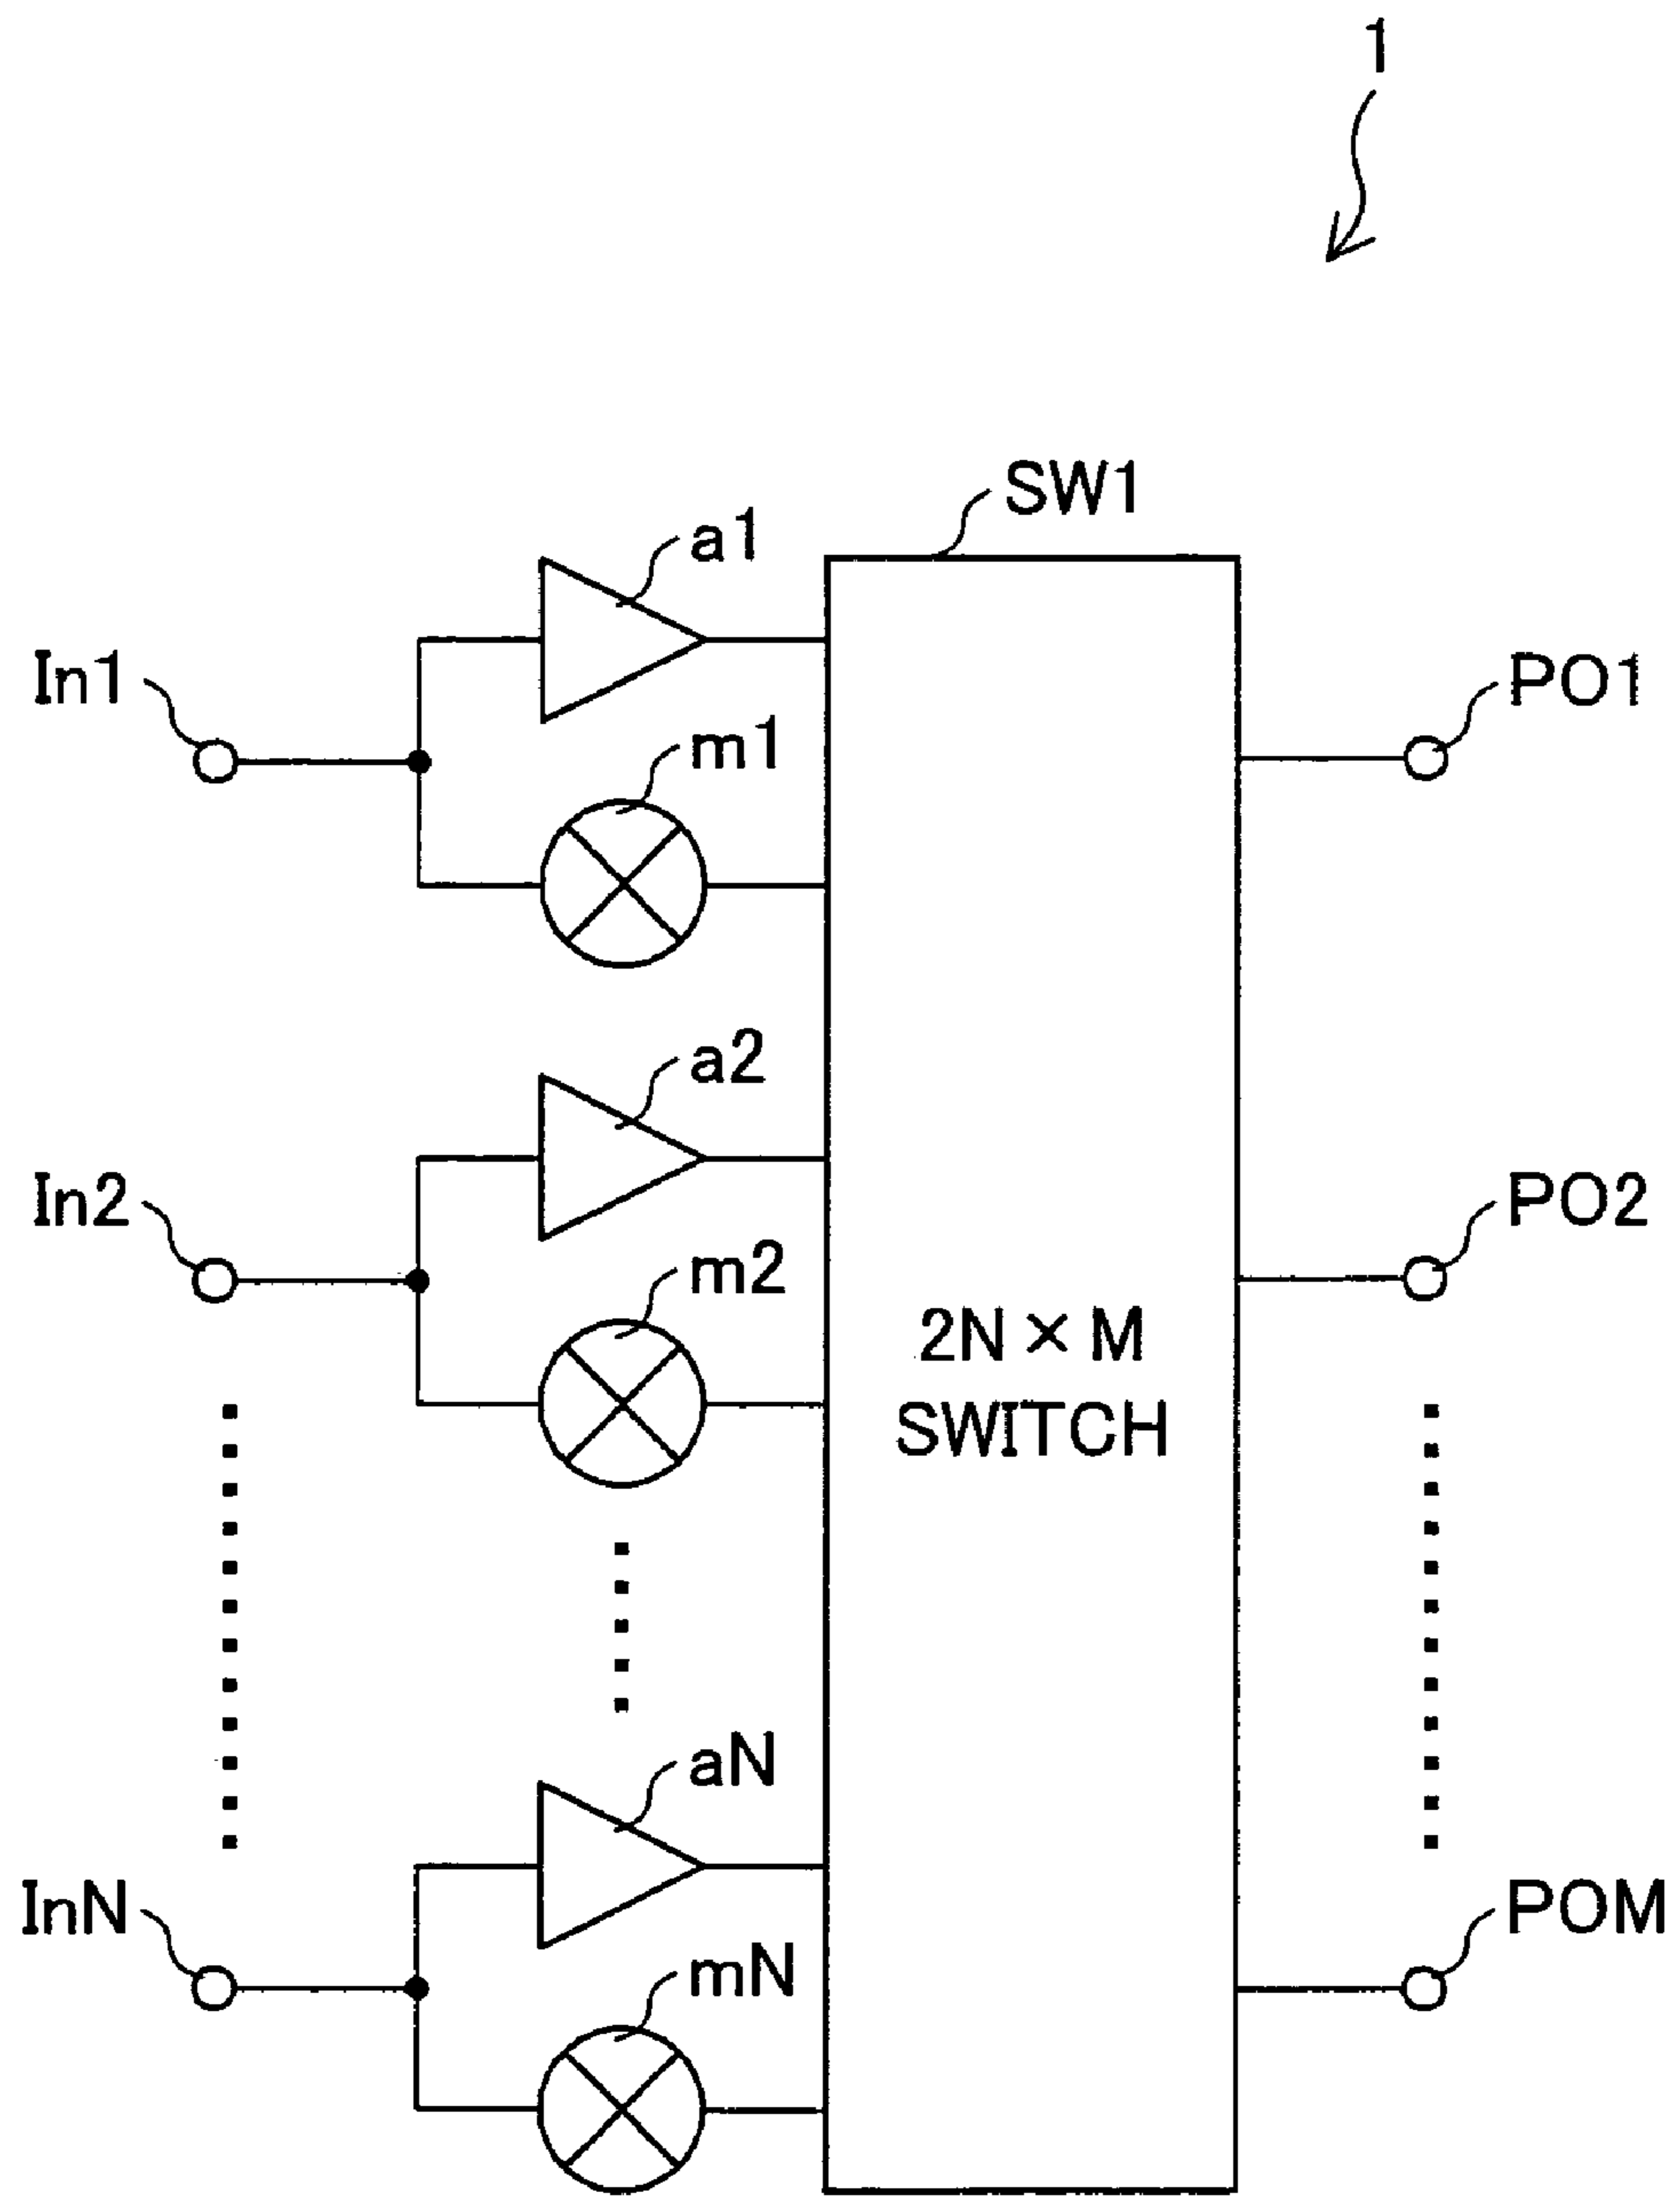 1
SW1
a1
In1
PO1
m1
a2
In2
PO2
m2
2N×M
SWITCH
aN
InN
POM
mN